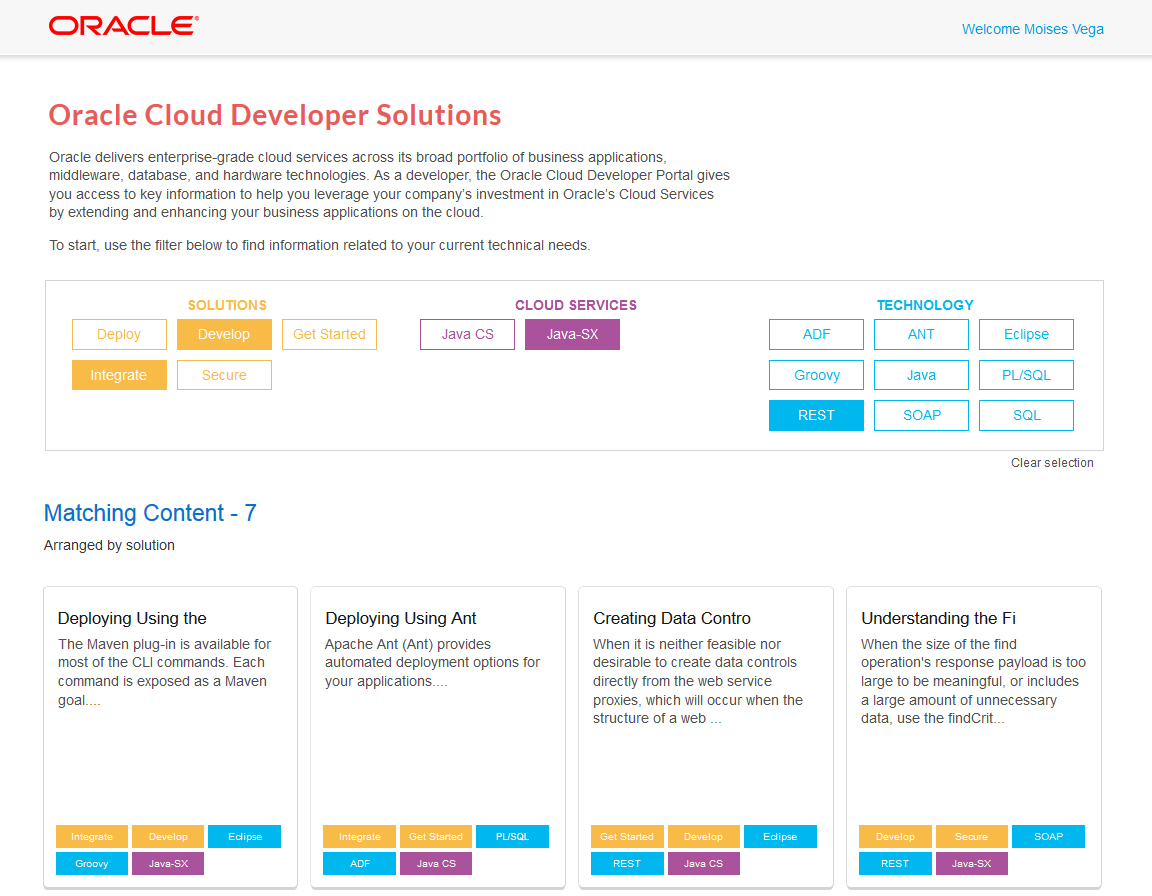 ORACLE®
Welcome Moises Vega
Oracle Cloud Developer Solutions
Oracle delivers enterprise-grade cloud services across its broad portfolio of business applications,
middleware, database, and hardware technologies. As a developer, the Oracle Cloud Developer Portal gives
you access to key information to help you leverage your company's investment in Oracle's Cloud Services
by extending and enhancing your business applications on the cloud.
To start, use the filter below to find information related to your current technical needs.
SOLUTIONS
Deploy Develop Get Started
Integrate Secure
CLOUD SERVICES
Java CS Java-SX
TECHNOLOGY
ADF ANT Eclipse
Groovy Java PL/SQL
REST SOAP SQL
Clear selection
Matching Content - 7
Arranged by solution
Deploying Using the
The Maven plug-in is available for
most of the CLI commands. Each
command is exposed as a Maven
goal....
Integrate Develop Eclipse
Groovy Java-SX
Deploying Using Ant
Apache Ant (Ant) provides
automated deployment options for
your applications....
Integrate Get Started PL/SQL
ADF Java CS
Creating Data Contro
When it is neither feasible nor
desirable to create data controls
directly from the web service
proxies, which will occur when the
structure of a web ...
Get Started Develop Eclipse
REST Java CS
Understanding the Fi
When the size of the find
operation's response payload is too
large to be meaningful, or includes
a large amount of unnecessary
data, use the findCrit...
Develop Secure SOAP
REST Java-SX